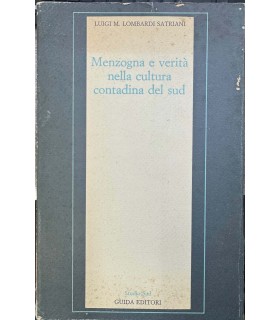 LUIGI M. LOMBARDI SATRIANI
Menzogna e verità
nella cultura
contadina del sud
GUIDA EDITORI